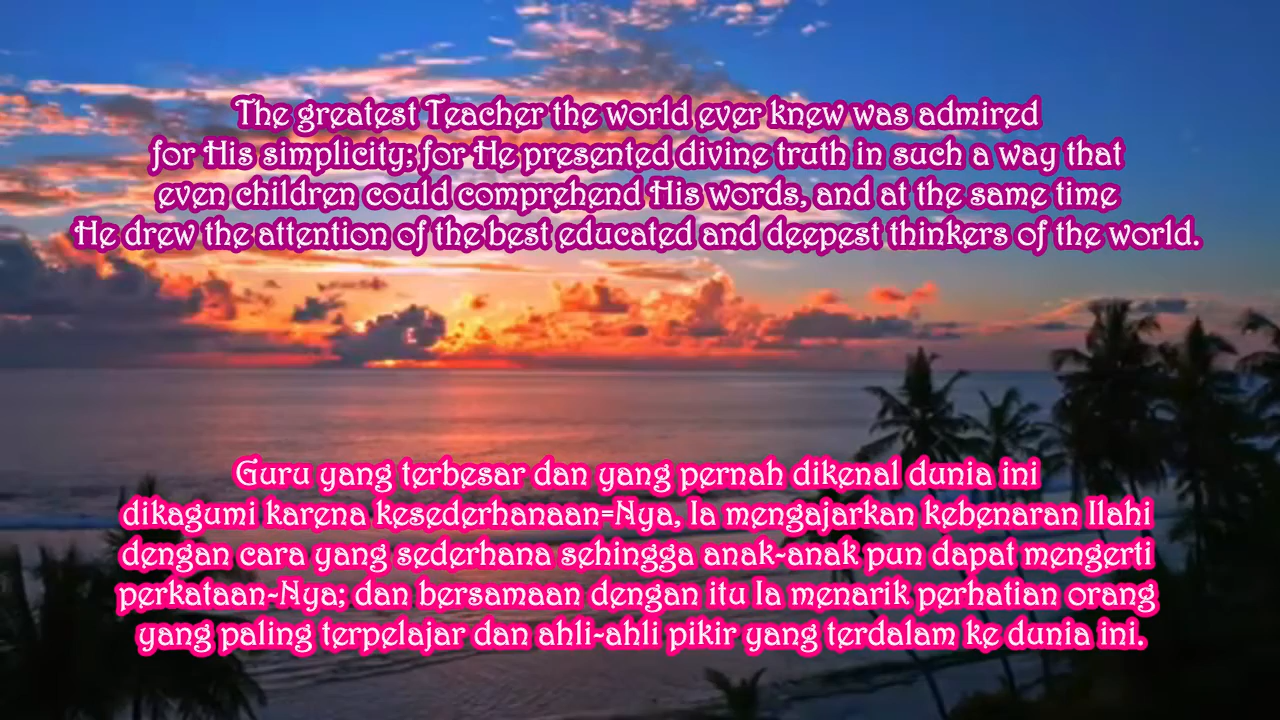 The greatest Teacher the world ever knew was admired
for His simplicity; for He presented divine truth in such a way that
even children could comprehend His words, and at the same time
He drew the attention of the best educated and deepest thinkers of the world.
Guru yang terbesar dan yang pernah dikenal dunia ini
dikagumi karena kesederhanaan=Nya, Ia mengajarkan kebenaran Ilahi
dengan cara yang sederhana sehingga anak-anak pun dapat mengerti
perkataan-Nya; dan bersamaan dengan itu Ia menarik perhatian orang
yang paling terpelajar dan ahli-ahli pikir yang terdalam ke dunia ini.